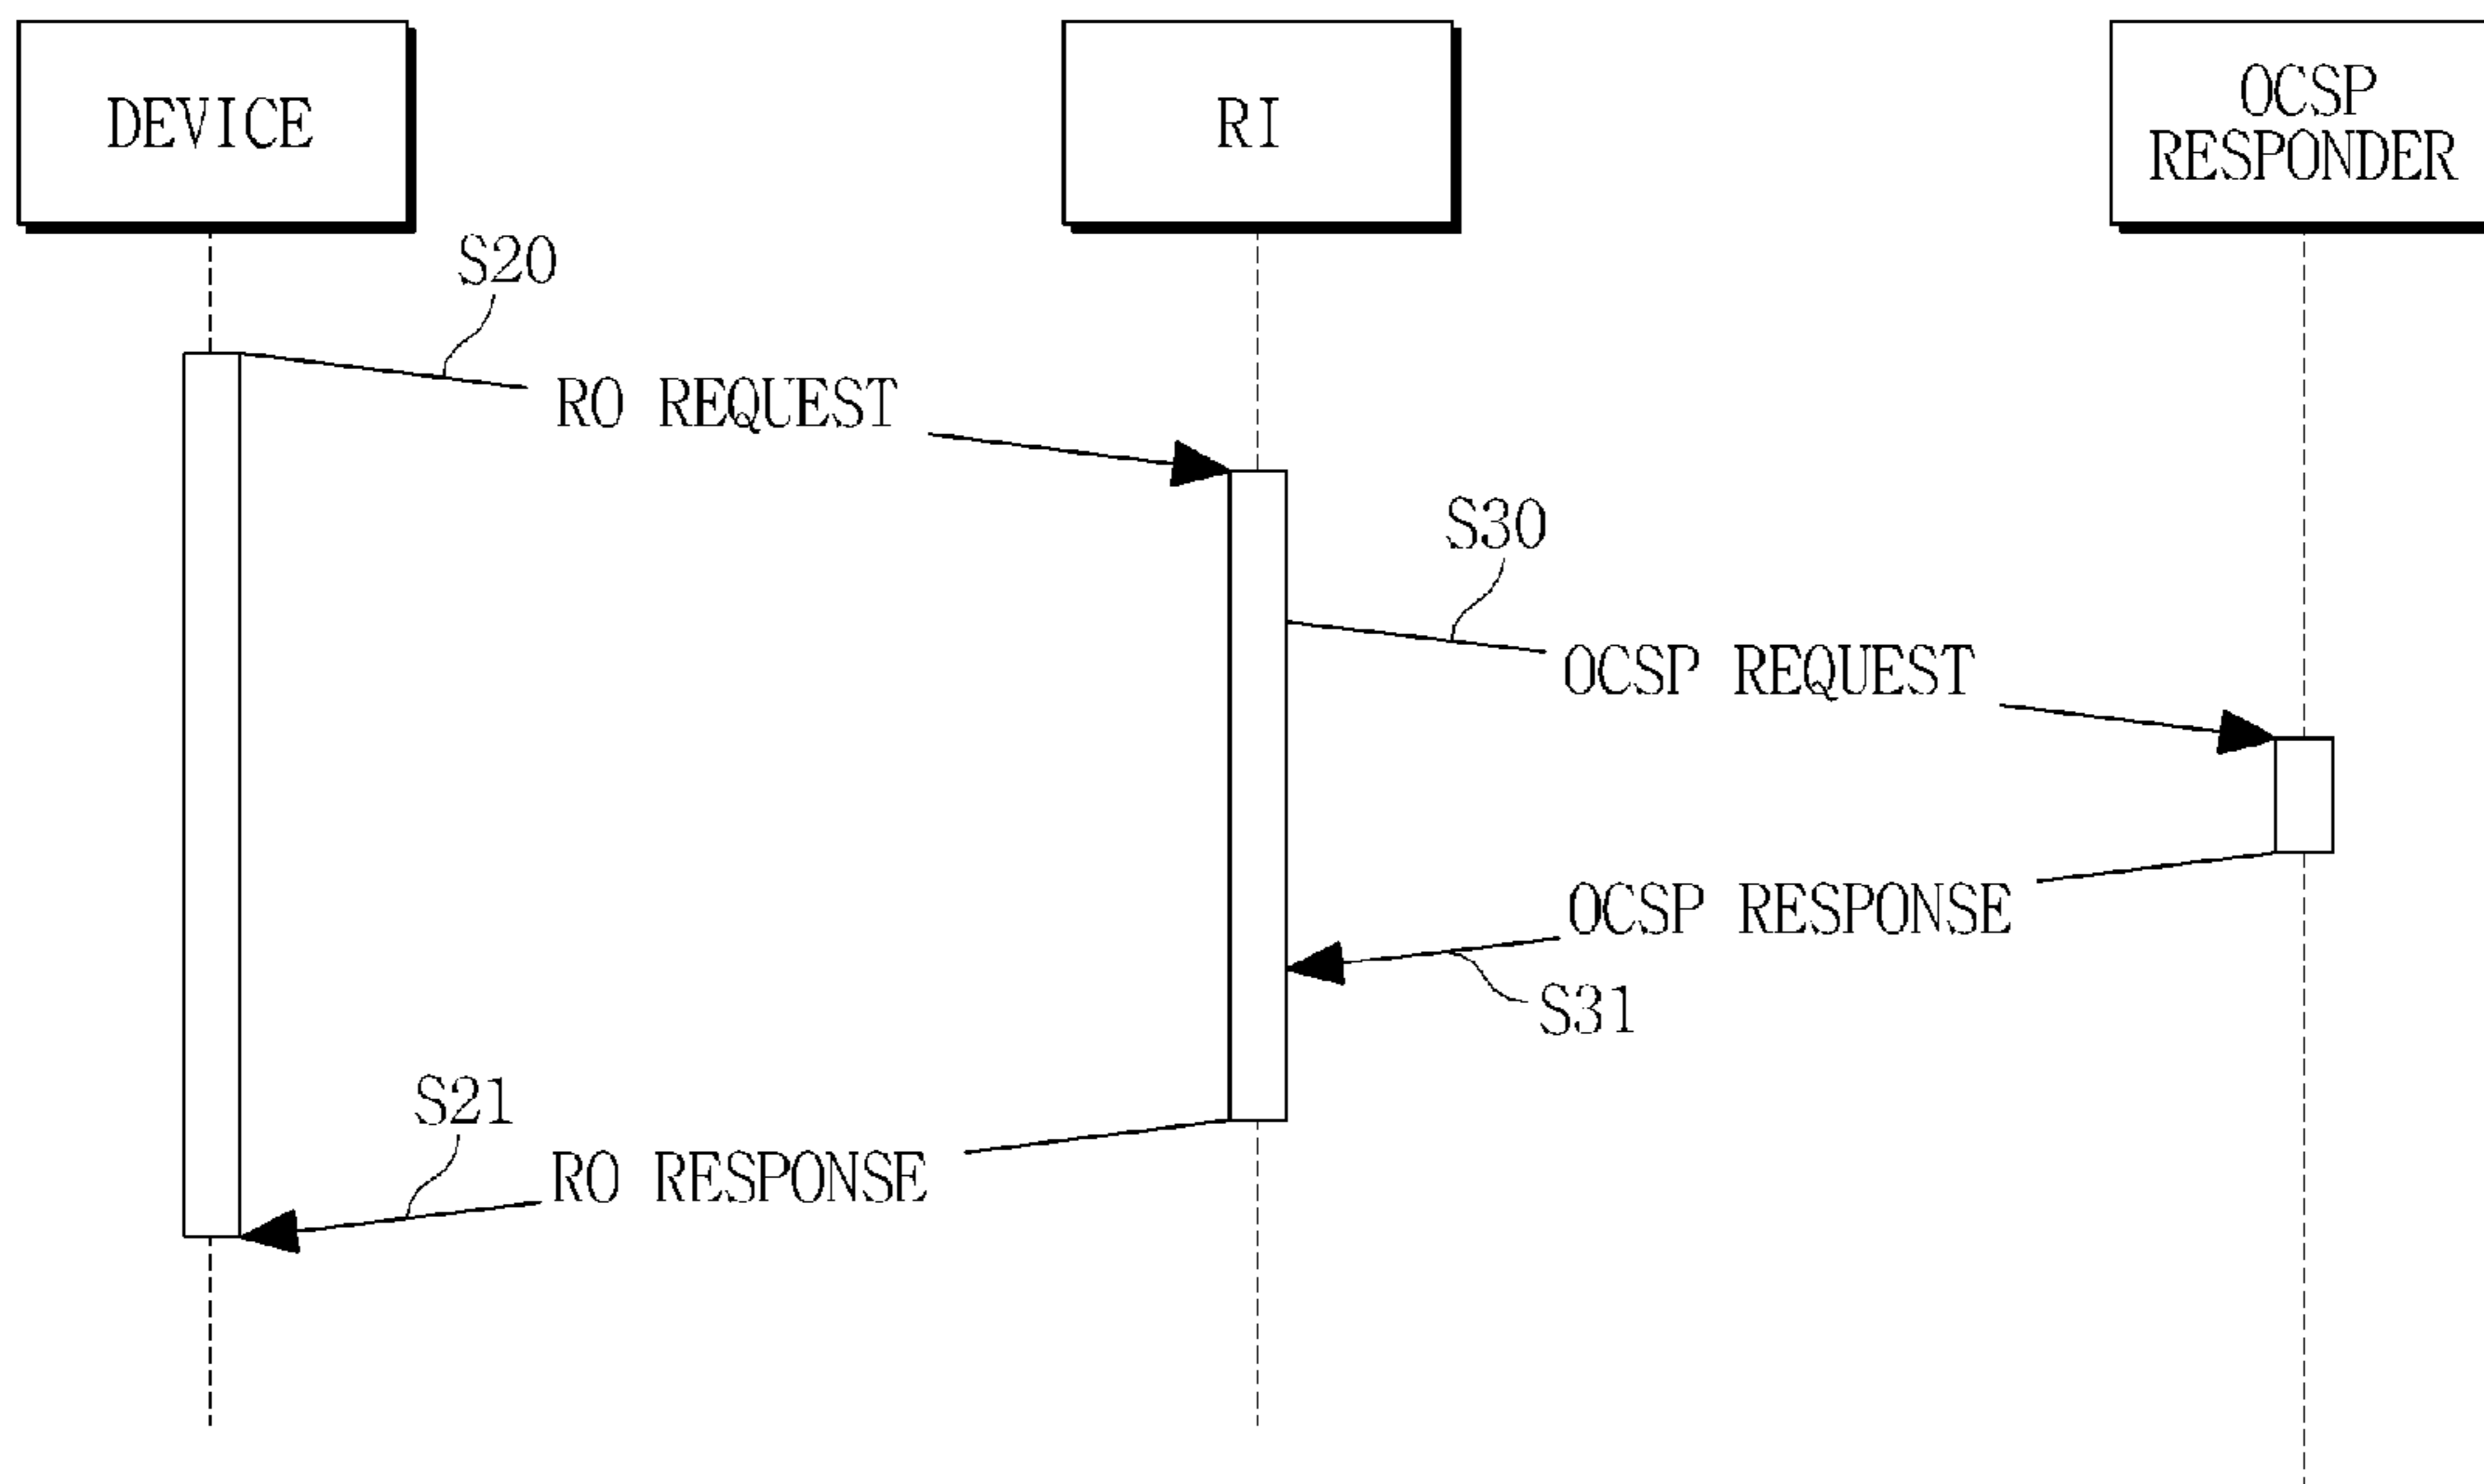 DEVICE
RI
OCSP
RESPONDER
S20
RO REQUEST
S30
OCSP REQUEST
OCSP RESPONSE
S31
S21
RO RESPONSE